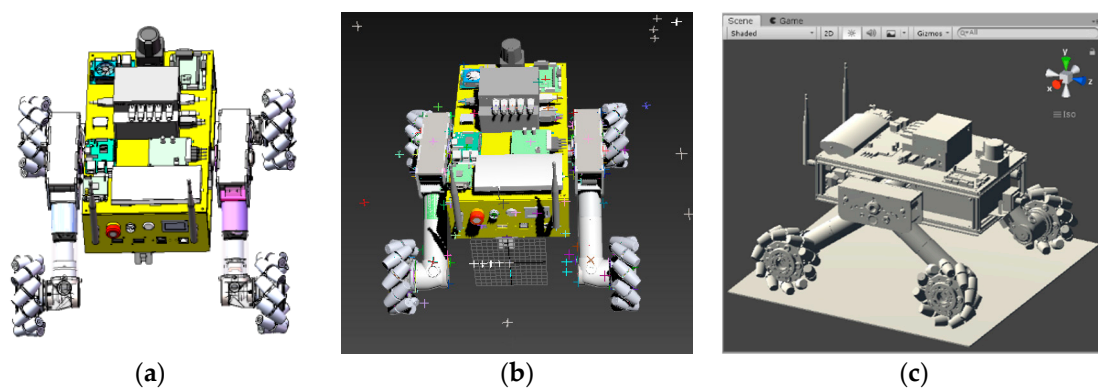 Scene Game
Shaded 2D Gizmos All
y
x z
Iso
(a) (b) (c)